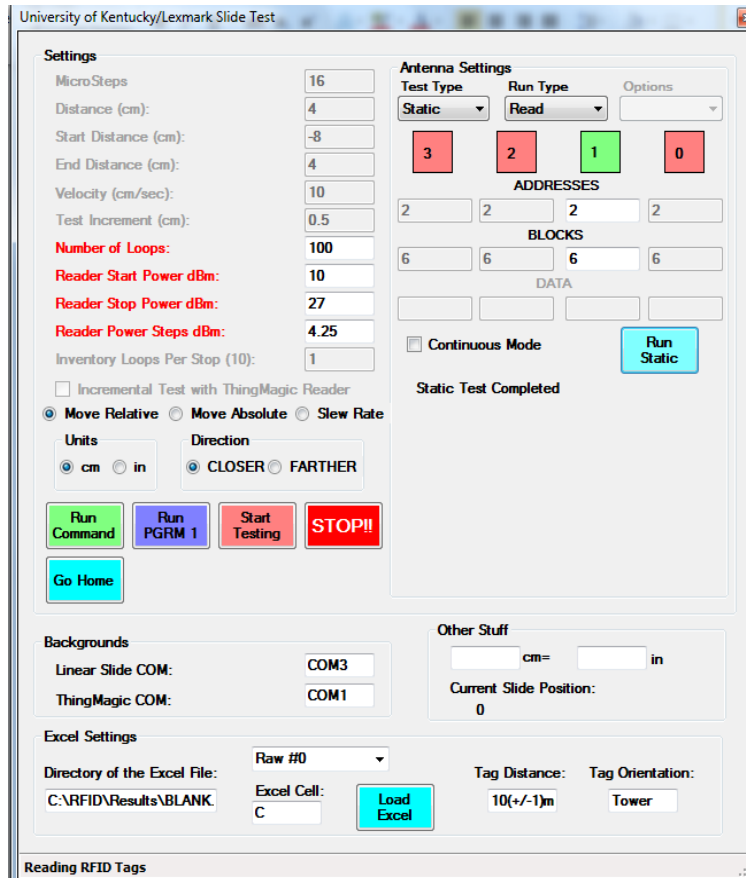 University of Kentucky/Lexmark Slide Test
Settings
MicroSteps 16
Distance (cm): 4
Start Distance (cm): -8
End Distance (cm): 4
Velocity (cm/sec): 10
Test Increment (cm): 0.5
Number of Loops: 100
Reader Start Power dBm: 10
Reader Stop Power dBm: 27
Reader Power Steps dBm: 4.25
Inventory Loops Per Stop (10): 1
Incremental Test with ThingMagic Reader
Move Relative Move Absolute Slew Rate
Units Direction
cm in CLOSER FARTHER
Run Command
Run PGRM 1
Start Testing
STOP!!
Go Home
Antenna Settings
Test Type Run Type Options
Static Read
3 2 1 0
ADDRESSES
2 2 2 2
BLOCKS
6 6 6 6
DATA
Continuous Mode
Run Static
Static Test Completed
Backgrounds
Linear Slide COM: COM3
ThingMagic COM: COM1
Other Stuff
cm= in
Current Slide Position:
0
Excel Settings
Raw #0
Directory of the Excel File:
C:\RFID\Results\BLANK.
Excel Cell:
C
Load Excel
Tag Distance: Tag Orientation:
10(+/-1)m Tower
Reading RFID Tags